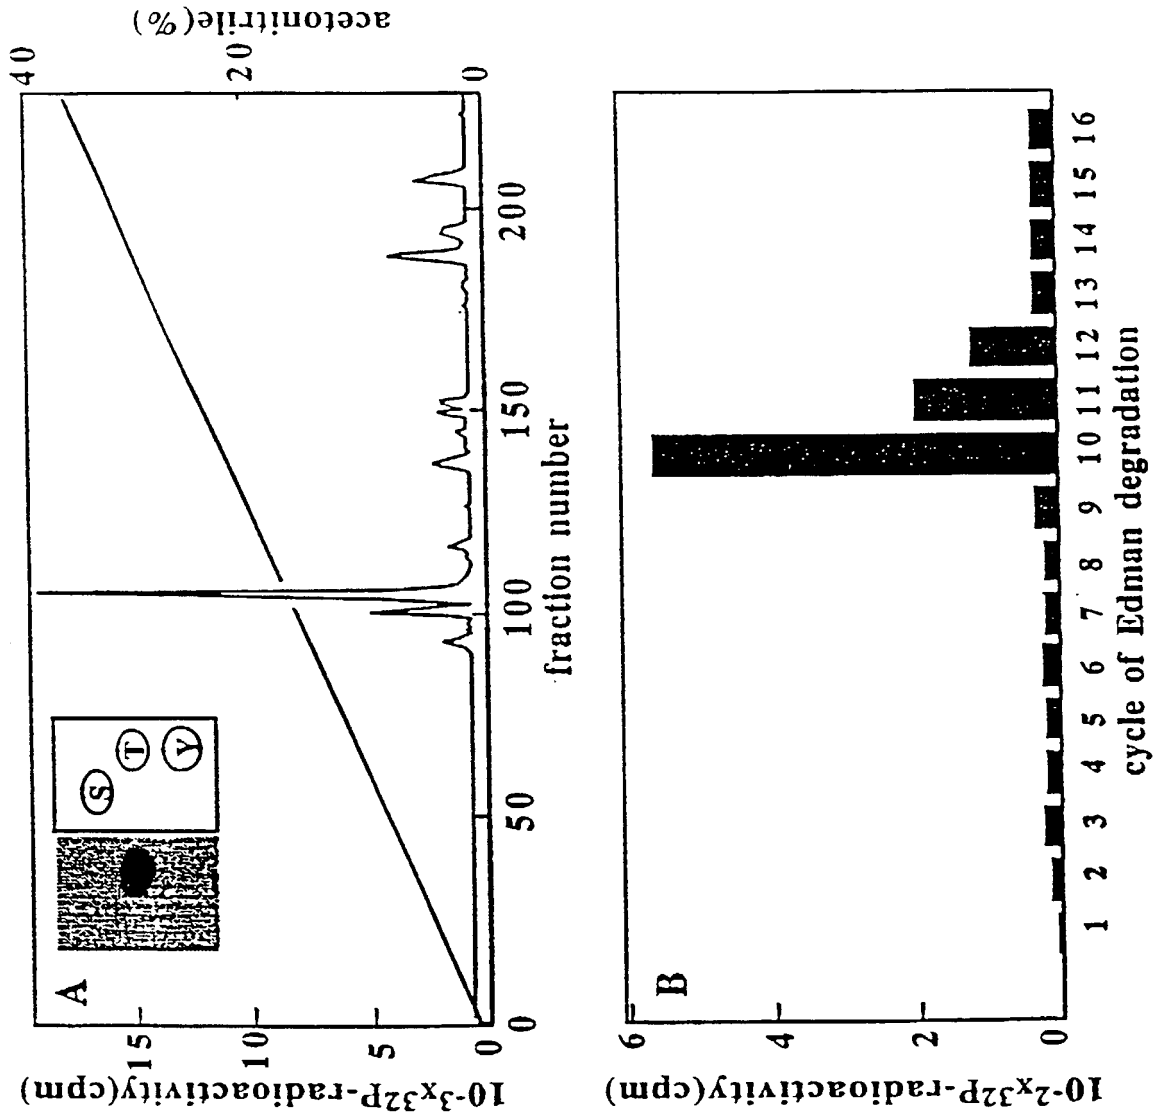 A
S
T
Y
10-3x32P-radioactivity(cpm)
15
10
5
0
0
50
100
150
200
fraction number
40
20
0
acetonitrile(%)
B
10-2x32P-radioactivity(cpm)
6
4
2
0
1 2 3 4 5 6 7 8 9 10 11 12 13 14 15 16
cycle of Edman degradation